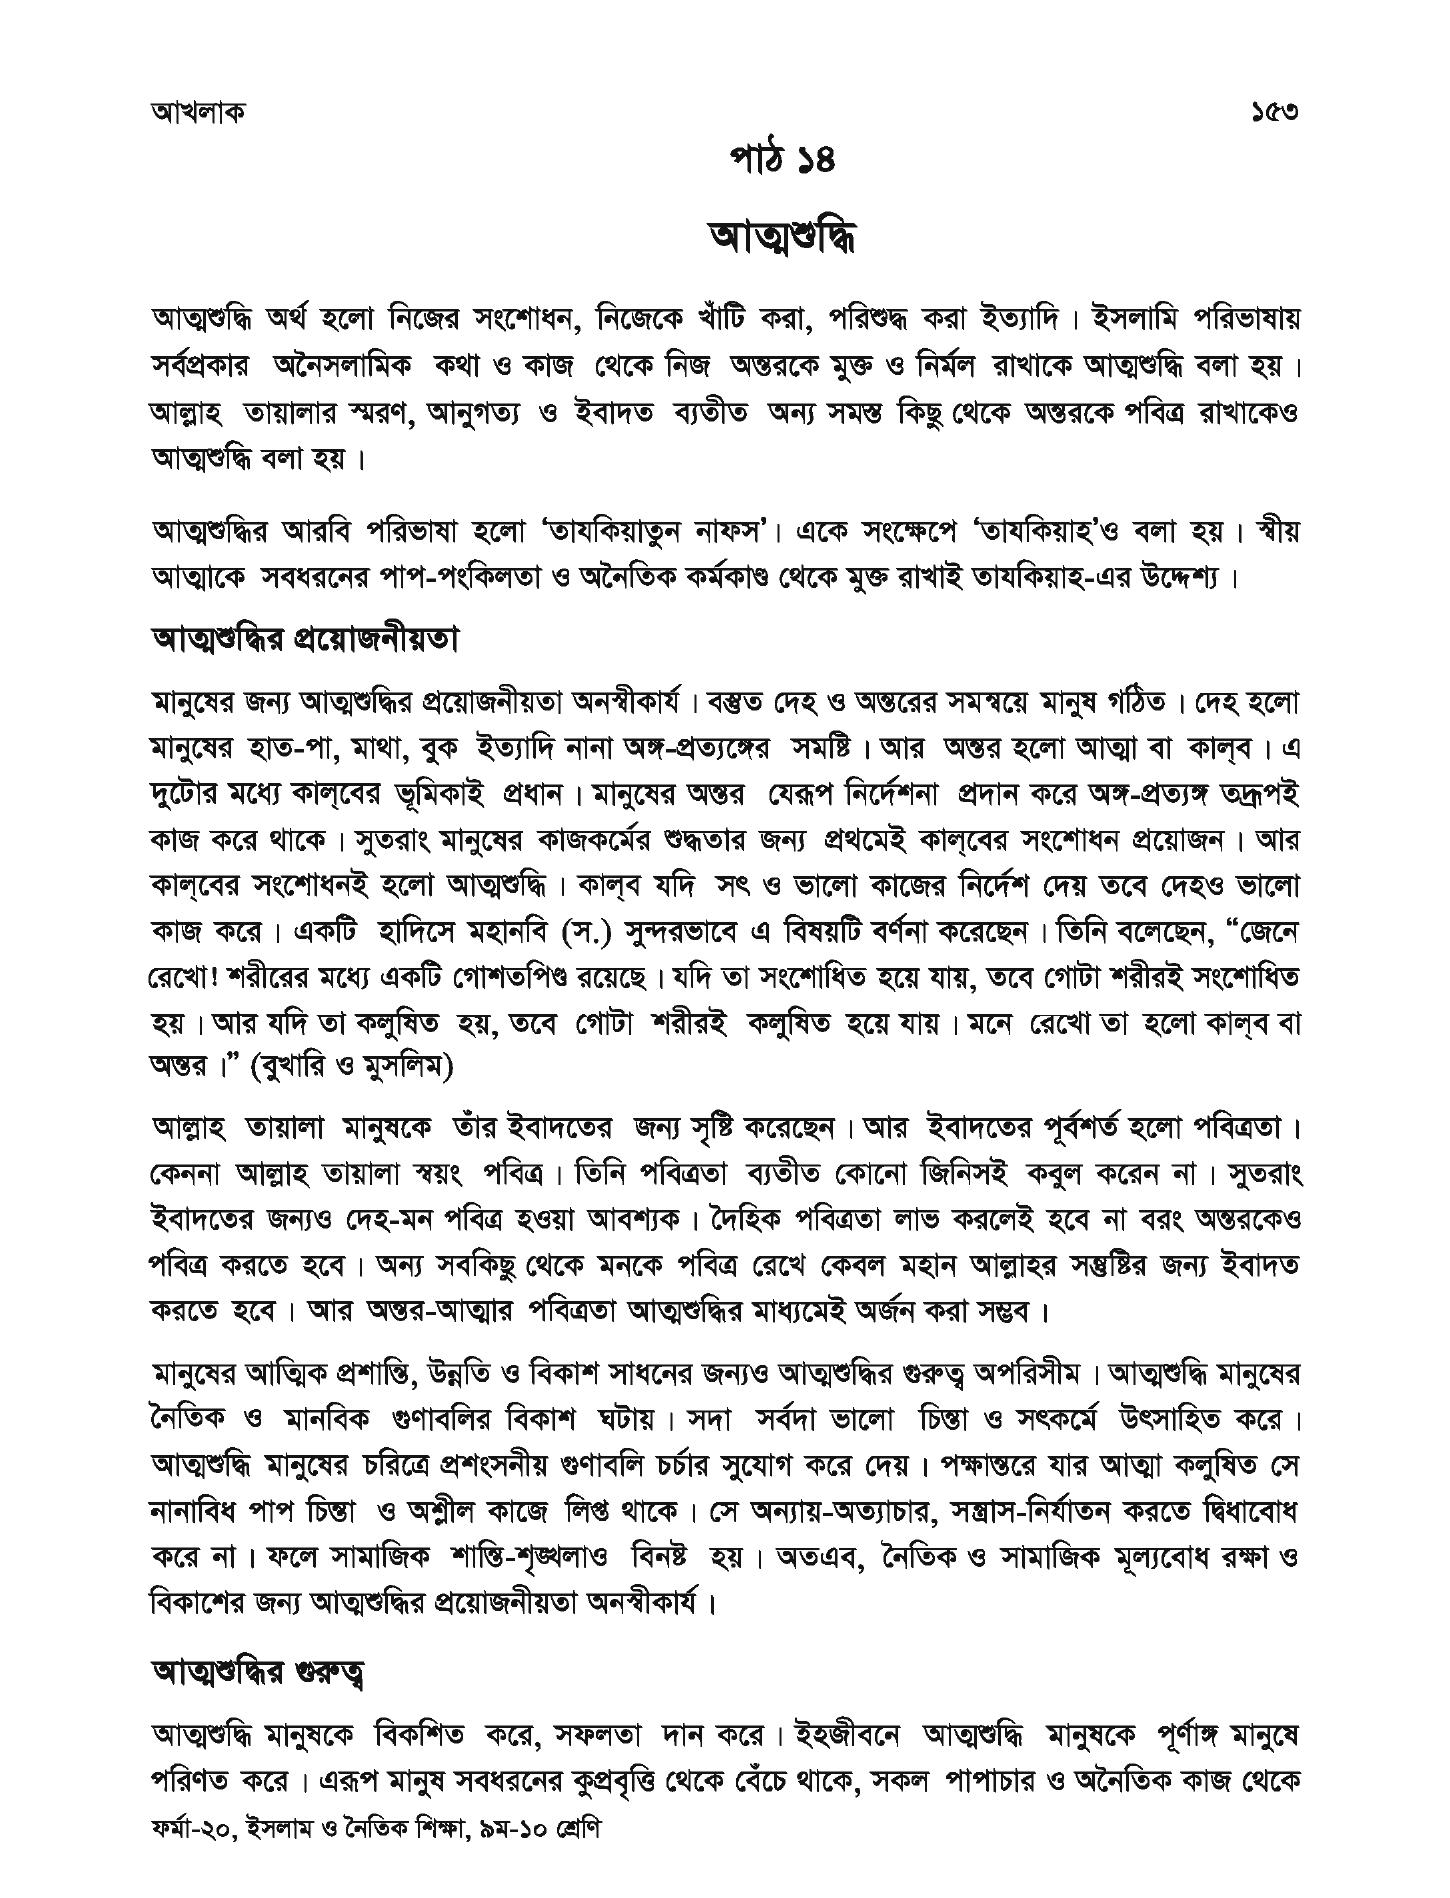 আখলাক ১৫৩
পাঠ ১৪
আত্মশুদ্ধি
আত্মশুদ্ধি অর্থ হলো নিজের সংশোধন, নিজেকে খাঁটি করা, পরিশুদ্ধ করা ইত্যাদি। ইসলামি পরিভাষায়
সর্বপ্রকার অনৈসলামিক কথা ও কাজ থেকে নিজ অন্তরকে মুক্ত ও নির্মল রাখাকে আত্মশুদ্ধি বলা হয়।
আল্লাহ তায়ালার স্মরণ, আনুগত্য ও ইবাদত ব্যতীত অন্য সমস্ত কিছু থেকে অন্তরকে পবিত্র রাখাকেও
আত্মশুদ্ধি বলা হয়।
আত্মশুদ্ধির আরবি পরিভাষা হলো ‘তাযকিয়াতুন নাফস’। একে সংক্ষেপে ‘তাযকিয়াহ’ও বলা হয়। স্বীয়
আত্মাকে সবধরনের পাপ-পংকিলতা ও অনৈতিক কর্মকাণ্ড থেকে মুক্ত রাখাই তাযকিয়াহ-এর উদ্দেশ্য।
আত্মশুদ্ধির প্রয়োজনীয়তা
মানুষের জন্য আত্মশুদ্ধির প্রয়োজনীয়তা অনস্বীকার্য। বস্তুত দেহ ও অন্তরের সমন্বয়ে মানুষ গঠিত। দেহ হলো
মানুষের হাত-পা, মাথা, বুক ইত্যাদি নানা অঙ্গ-প্রত্যঙ্গের সমষ্টি। আর অন্তর হলো আত্মা বা কাল্‌ব। এ
দুটোর মধ্যে কাল্‌বের ভূমিকাই প্রধান। মানুষের অন্তর যেরূপ নির্দেশনা প্রদান করে অঙ্গ-প্রত্যঙ্গ তদ্রূপই
কাজ করে থাকে। সুতরাং মানুষের কাজকর্মের শুদ্ধতার জন্য প্রথমেই কাল্‌বের সংশোধন প্রয়োজন। আর
কাল্‌বের সংশোধনই হলো আত্মশুদ্ধি। কাল্‌ব যদি সৎ ও ভালো কাজের নির্দেশ দেয় তবে দেহও ভালো
কাজ করে। একটি হাদিসে মহানবি (স.) সুন্দরভাবে এ বিষয়টি বর্ণনা করেছেন। তিনি বলেছেন, “জেনে
রেখো! শরীরের মধ্যে একটি গোশতপিণ্ড রয়েছে। যদি তা সংশোধিত হয়ে যায়, তবে গোটা শরীরই সংশোধিত
হয়। আর যদি তা কলুষিত হয়, তবে গোটা শরীরই কলুষিত হয়ে যায়। মনে রেখো তা হলো কাল্‌ব বা
অন্তর।” (বুখারি ও মুসলিম)
আল্লাহ তায়ালা মানুষকে তাঁর ইবাদতের জন্য সৃষ্টি করেছেন। আর ইবাদতের পূর্বশর্ত হলো পবিত্রতা।
কেননা আল্লাহ তায়ালা স্বয়ং পবিত্র। তিনি পবিত্রতা ব্যতীত কোনো জিনিসই কবুল করেন না। সুতরাং
ইবাদতের জন্যও দেহ-মন পবিত্র হওয়া আবশ্যক। দৈহিক পবিত্রতা লাভ করলেই হবে না বরং অন্তরকেও
পবিত্র করতে হবে। অন্য সবকিছু থেকে মনকে পবিত্র রেখে কেবল মহান আল্লাহর সন্তুষ্টির জন্য ইবাদত
করতে হবে। আর অন্তর-আত্মার পবিত্রতা আত্মশুদ্ধির মাধ্যমেই অর্জন করা সম্ভব।
মানুষের আত্মিক প্রশান্তি, উন্নতি ও বিকাশ সাধনের জন্যও আত্মশুদ্ধির গুরুত্ব অপরিসীম। আত্মশুদ্ধি মানুষের
নৈতিক ও মানবিক গুণাবলির বিকাশ ঘটায়। সদা সর্বদা ভালো চিন্তা ও সৎকর্মে উৎসাহিত করে।
আত্মশুদ্ধি মানুষের চরিত্রে প্রশংসনীয় গুণাবলি চর্চার সুযোগ করে দেয়। পক্ষান্তরে যার আত্মা কলুষিত সে
নানাবিধ পাপ চিন্তা ও অশ্লীল কাজে লিপ্ত থাকে। সে অন্যায়-অত্যাচার, সন্ত্রাস-নির্যাতন করতে দ্বিধাবোধ
করে না। ফলে সামাজিক শান্তি-শৃঙ্খলাও বিনষ্ট হয়। অতএব, নৈতিক ও সামাজিক মূল্যবোধ রক্ষা ও
বিকাশের জন্য আত্মশুদ্ধির প্রয়োজনীয়তা অনস্বীকার্য।
আত্মশুদ্ধির গুরুত্ব
আত্মশুদ্ধি মানুষকে বিকশিত করে, সফলতা দান করে। ইহজীবনে আত্মশুদ্ধি মানুষকে পূর্ণাঙ্গ মানুষে
পরিণত করে। এরূপ মানুষ সবধরনের কুপ্রবৃত্তি থেকে বেঁচে থাকে, সকল পাপাচার ও অনৈতিক কাজ থেকে
ফর্মা-২০, ইসলাম ও নৈতিক শিক্ষা, ৯ম-১০ শ্রেণি